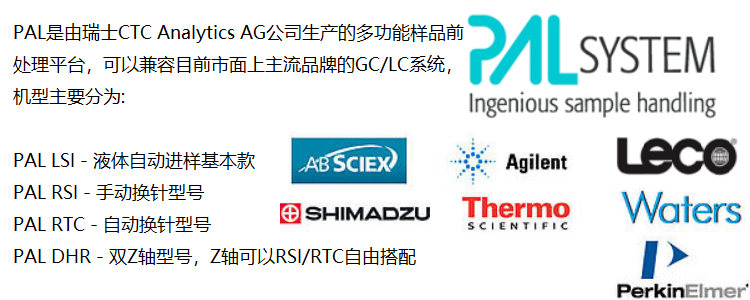 PAL是由瑞士CTC Analytics AG公司生产的多功能样品前
处理平台，可以兼容目前市面上主流品牌的GC/LC系统，
机型主要分为:
PAL SYSTEM
Ingenious sample handling
PAL LSI - 液体自动进样基本款
PAL RSI - 手动换针型号
PAL RTC - 自动换针型号
PAL DHR - 双Z轴型号，Z轴可以RSI/RTC自由搭配
AB SCIEX
Agilent
LECO
SHIMADZU
Thermo
SCIENTIFIC
Waters
PerkinElmer